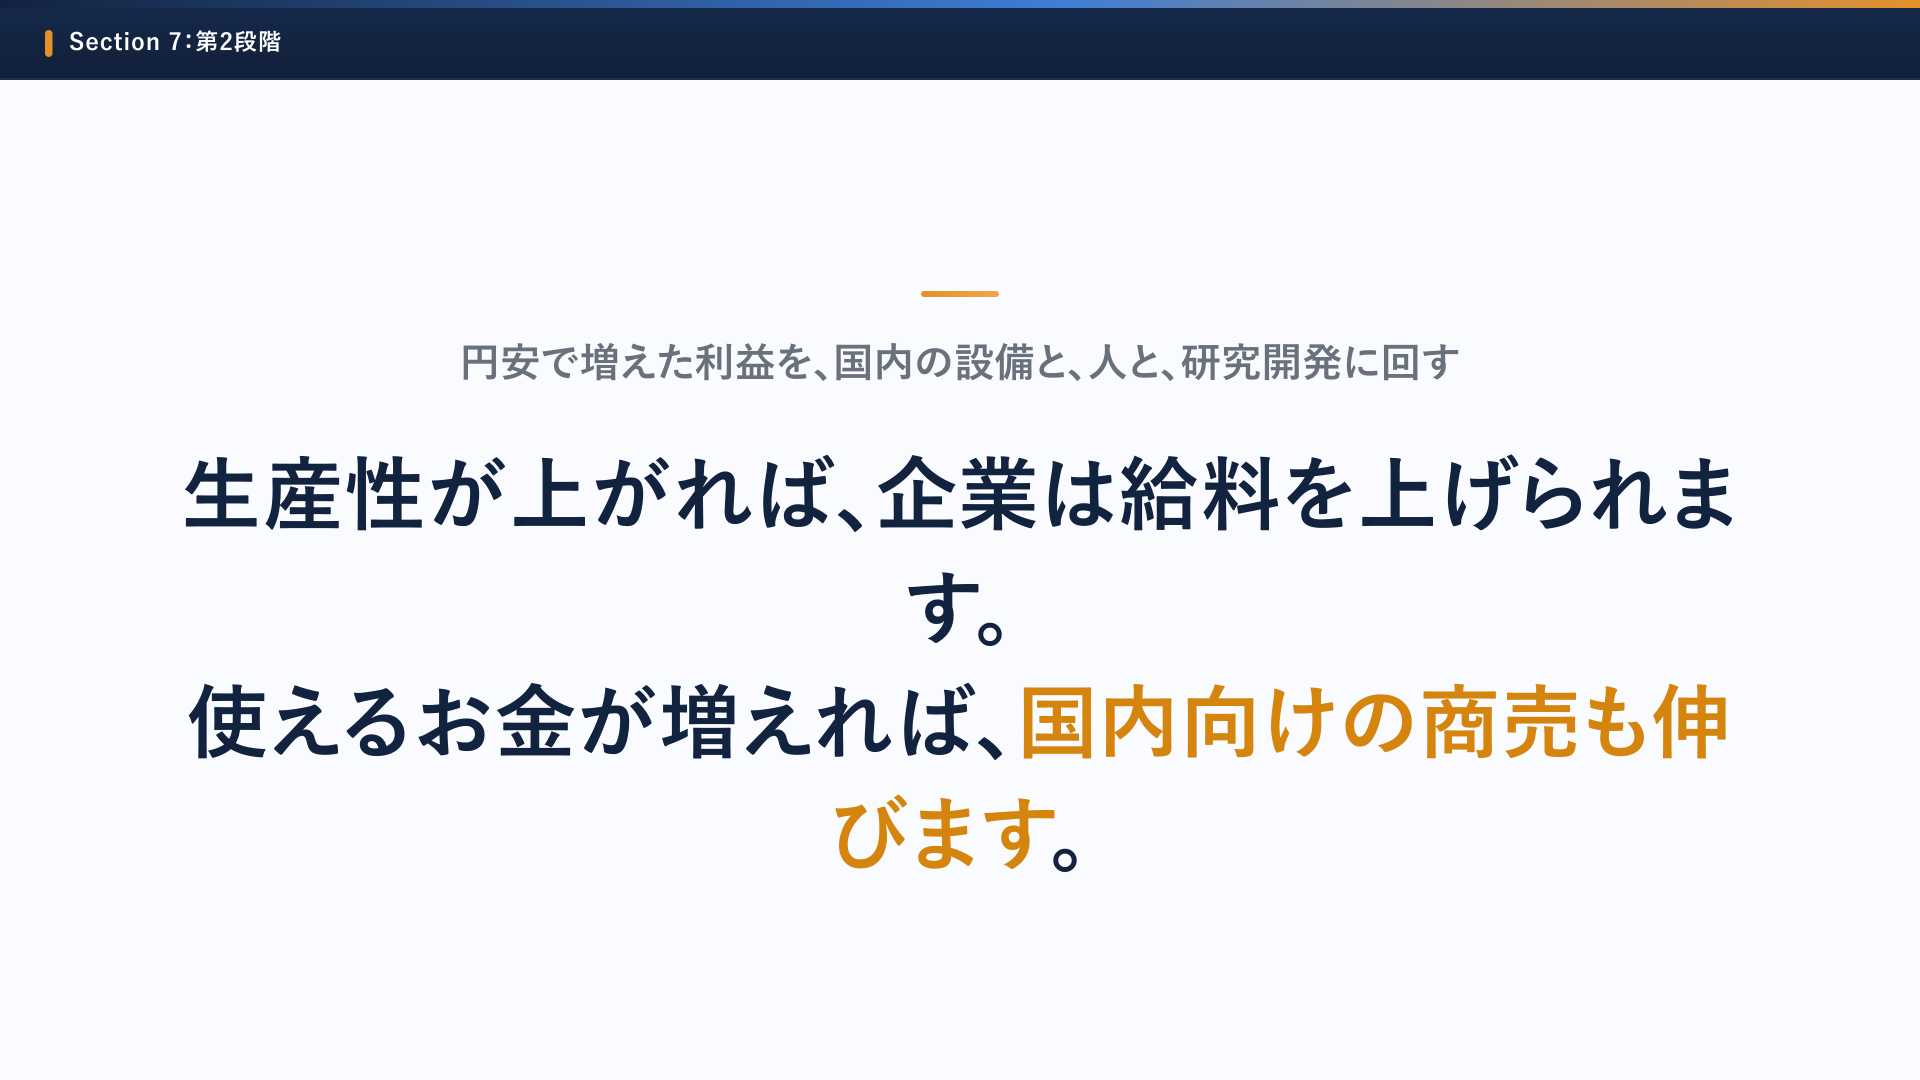 Section 7：第2段階
円安で増えた利益を、国内の設備と、人と、研究開発に回す
生産性が上がれば、企業は給料を上げられま
す。
使えるお金が増えれば、国内向けの商売も伸
びます。